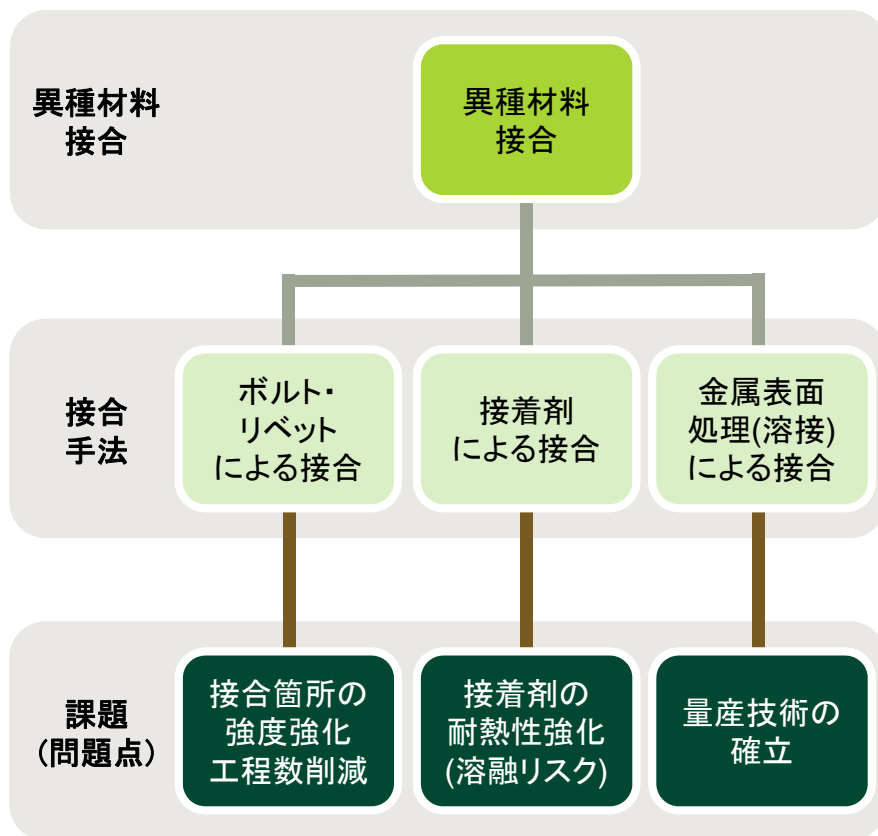 異種材料
接合
異種材料
接合
接合
手法
ボルト・
リベット
による接合
接着剤
による接合
金属表面
処理(溶接)
による接合
課題
(問題点)
接合箇所の
強度強化
工程数削減
接着剤の
耐熱性強化
(溶融リスク)
量産技術の
確立